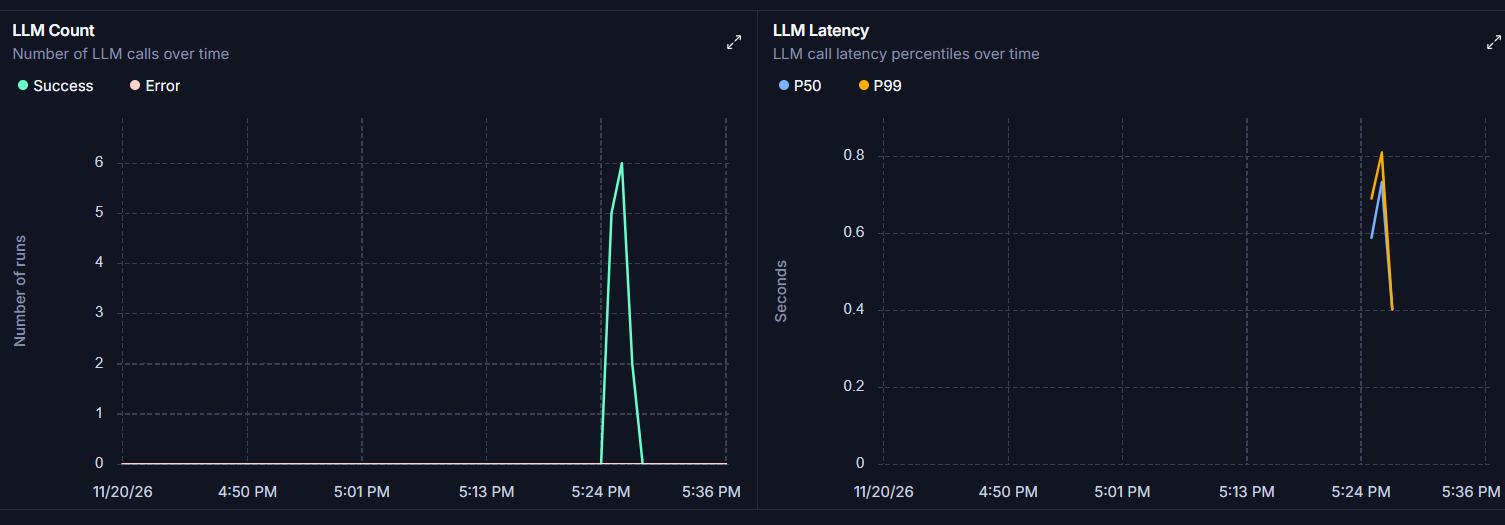 LLM Count
Number of LLM calls over time
Success Error
Number of runs
6
5
4
3
2
1
0
11/20/26 4:50 PM 5:01 PM 5:13 PM 5:24 PM 5:36 PM
LLM Latency
LLM call latency percentiles over time
P50 P99
Seconds
0.8
0.6
0.4
0.2
0
11/20/26 4:50 PM 5:01 PM 5:13 PM 5:24 PM 5:36 PM